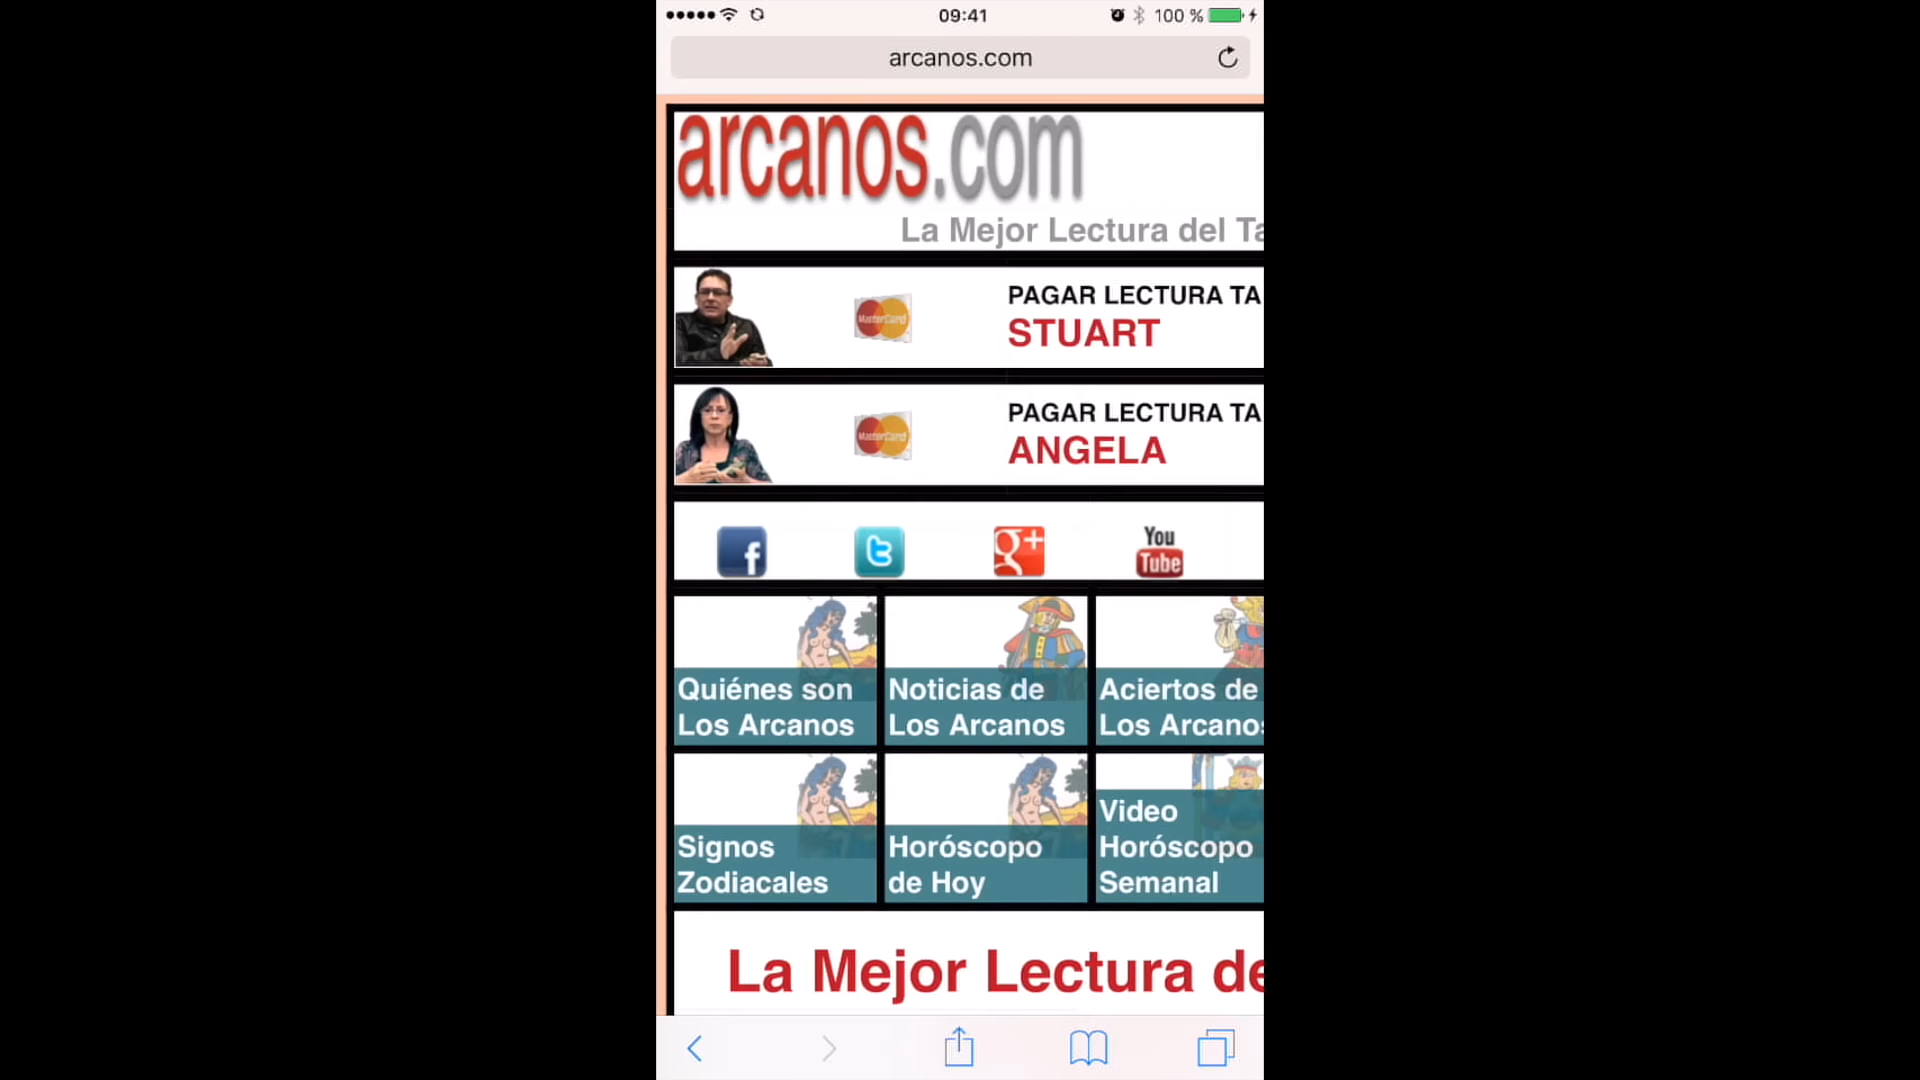 09:41
100 %
arcanos.com
arcanos.com
La Mejor Lectura del Ta
PAGAR LECTURA TA
MasterCard
STUART
PAGAR LECTURA TA
MasterCard
ANGELA
f
t
g+
You
Tube
Quiénes son
Los Arcanos
Noticias de
Los Arcanos
Aciertos de
Los Arcanos
Signos
Zodiacales
Horóscopo
de Hoy
Video
Horóscopo
Semanal
La Mejor Lectura de